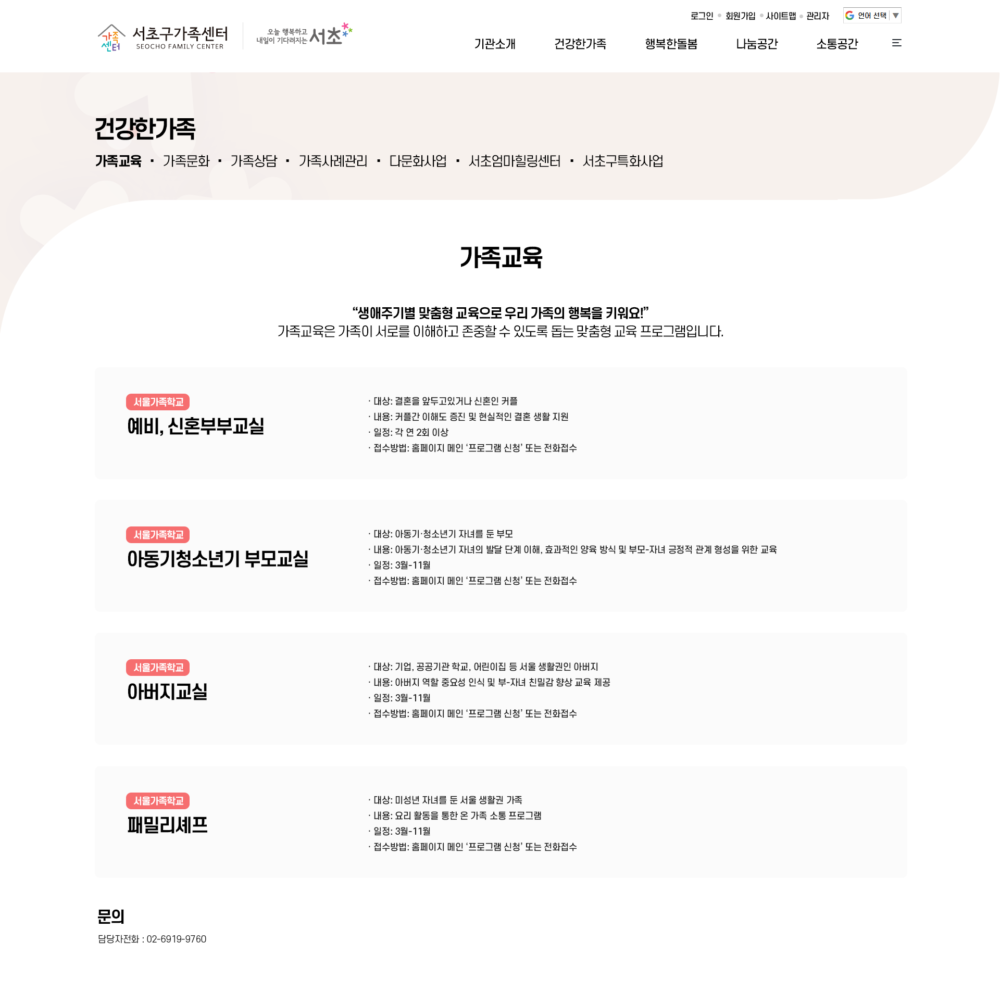 로그인 회원가입 사이트맵 관리자 언어 선택 ▼
가족센터 서초구가족센터
SEOCHO FAMILY CENTER
오늘 행복하고
내일이 기다려지는 서초
기관소개 건강한가족 행복한돌봄 나눔공간 소통공간
건강한가족
가족교육 · 가족문화 · 가족상담 · 가족사례관리 · 다문화사업 · 서초엄마힐링센터 · 서초구특화사업
가족교육
“생애주기별 맞춤형 교육으로 우리 가족의 행복을 키워요!”
가족교육은 가족이 서로를 이해하고 존중할 수 있도록 돕는 맞춤형 교육 프로그램입니다.
서울가족학교
예비, 신혼부부교실
· 대상: 결혼을 앞두고있거나 신혼인 커플
· 내용: 커플간 이해도 증진 및 현실적인 결혼 생활 지원
· 일정: 각 연 2회 이상
· 접수방법: 홈페이지 메인 ‘프로그램 신청’ 또는 전화접수
서울가족학교
아동기청소년기 부모교실
· 대상: 아동기·청소년기 자녀를 둔 부모
· 내용: 아동기·청소년기 자녀의 발달 단계 이해, 효과적인 양육 방식 및 부모-자녀 긍정적 관계 형성을 위한 교육
· 일정: 3월-11월
· 접수방법: 홈페이지 메인 ‘프로그램 신청’ 또는 전화접수
서울가족학교
아버지교실
· 대상: 기업, 공공기관 학교, 어린이집 등 서울 생활권인 아버지
· 내용: 아버지 역할 중요성 인식 및 부-자녀 친밀감 향상 교육 제공
· 일정: 3월-11월
· 접수방법: 홈페이지 메인 ‘프로그램 신청’ 또는 전화접수
서울가족학교
패밀리셰프
· 대상: 미성년 자녀를 둔 서울 생활권 가족
· 내용: 요리 활동을 통한 온 가족 소통 프로그램
· 일정: 3월-11월
· 접수방법: 홈페이지 메인 ‘프로그램 신청’ 또는 전화접수
문의
담당자전화 : 02-6919-9760